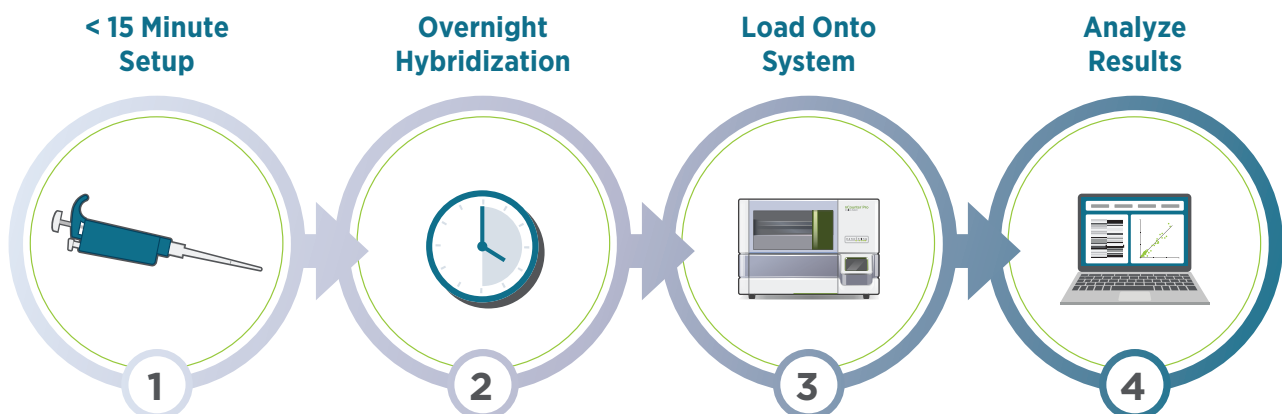 < 15 Minute
Setup
Overnight
Hybridization
Load Onto
System
Analyze
Results
1
2
3
4